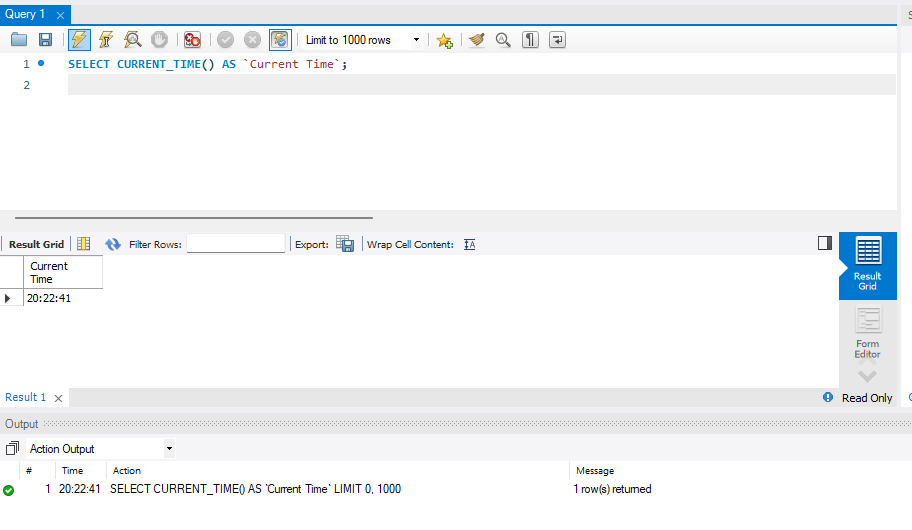 Query 1
Limit to 1000 rows
1 SELECT CURRENT_TIME() AS `Current Time`;
2
Result Grid Filter Rows: Export: Wrap Cell Content:
Current
Time
20:22:41
Result
Grid
Form
Editor
Result 1 Read Only
Output
Action Output
# Time Action Message
1 20:22:41 SELECT CURRENT_TIME() AS `Current Time` LIMIT 0, 1000 1 row(s) returned